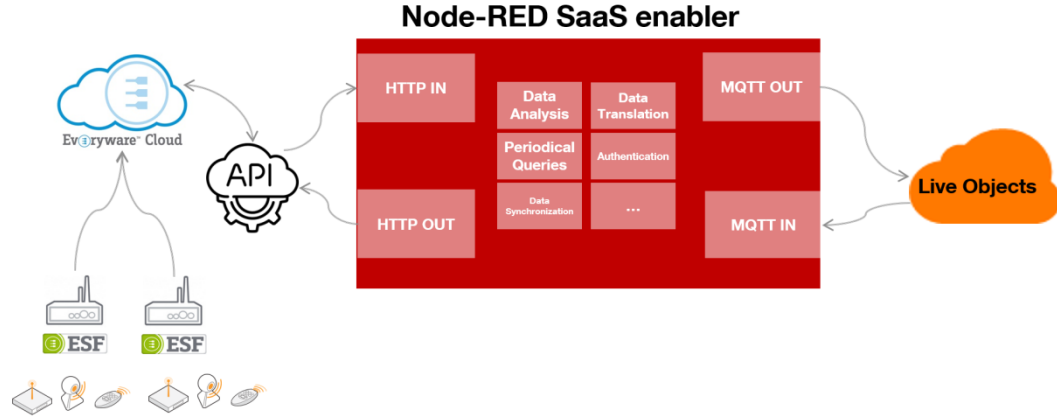 Node-RED SaaS enabler
HTTP IN
MQTT OUT
Data
Analysis
Data
Translation
Everyware™ Cloud
Periodical
Queries
Authentication
API
Live Objects
Data
Synchronization
...
HTTP OUT
MQTT IN
ESF
ESF